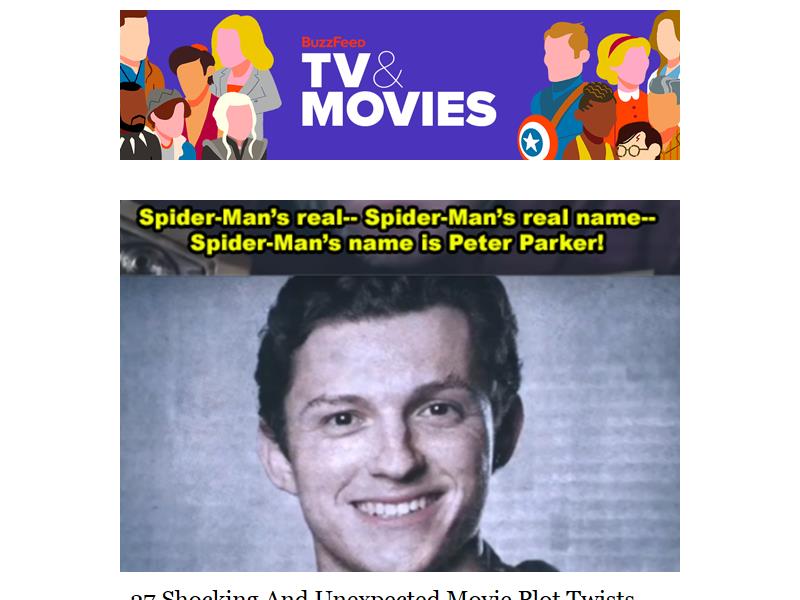 BuzzFeed
TV&
MOVIES
Spider-Man's real-- Spider-Man's real name--
Spider-Man's name is Peter Parker!
27 Shocking And Unexpected Movie Plot Twists